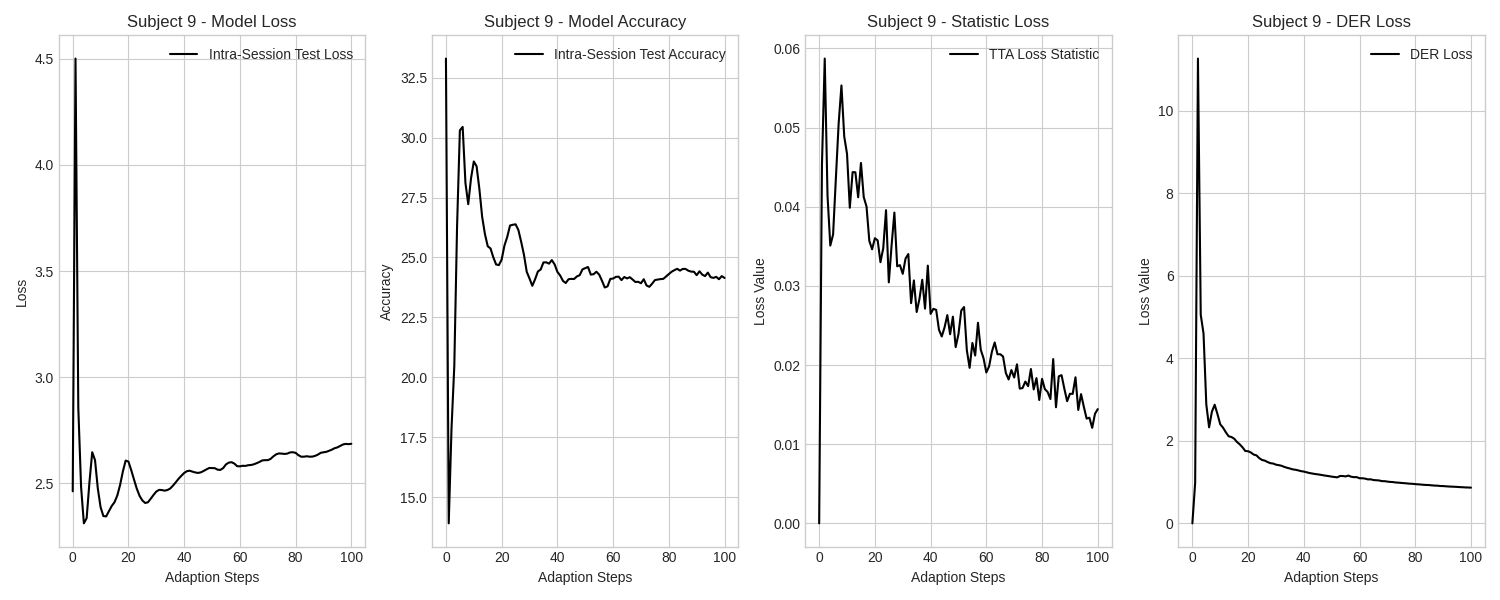 Subject 9 - Model Loss
Intra-Session Test Loss
4.5
4.0
3.5
3.0
2.5
Loss
0 20 40 60 80 100
Adaption Steps
Subject 9 - Model Accuracy
Intra-Session Test Accuracy
32.5
30.0
27.5
25.0
22.5
20.0
17.5
15.0
Accuracy
0 20 40 60 80 100
Adaption Steps
Subject 9 - Statistic Loss
TTA Loss Statistic
0.06
0.05
0.04
0.03
0.02
0.01
0.00
Loss Value
0 20 40 60 80 100
Adaption Steps
Subject 9 - DER Loss
DER Loss
10
8
6
4
2
0
Loss Value
0 20 40 60 80 100
Adaption Steps